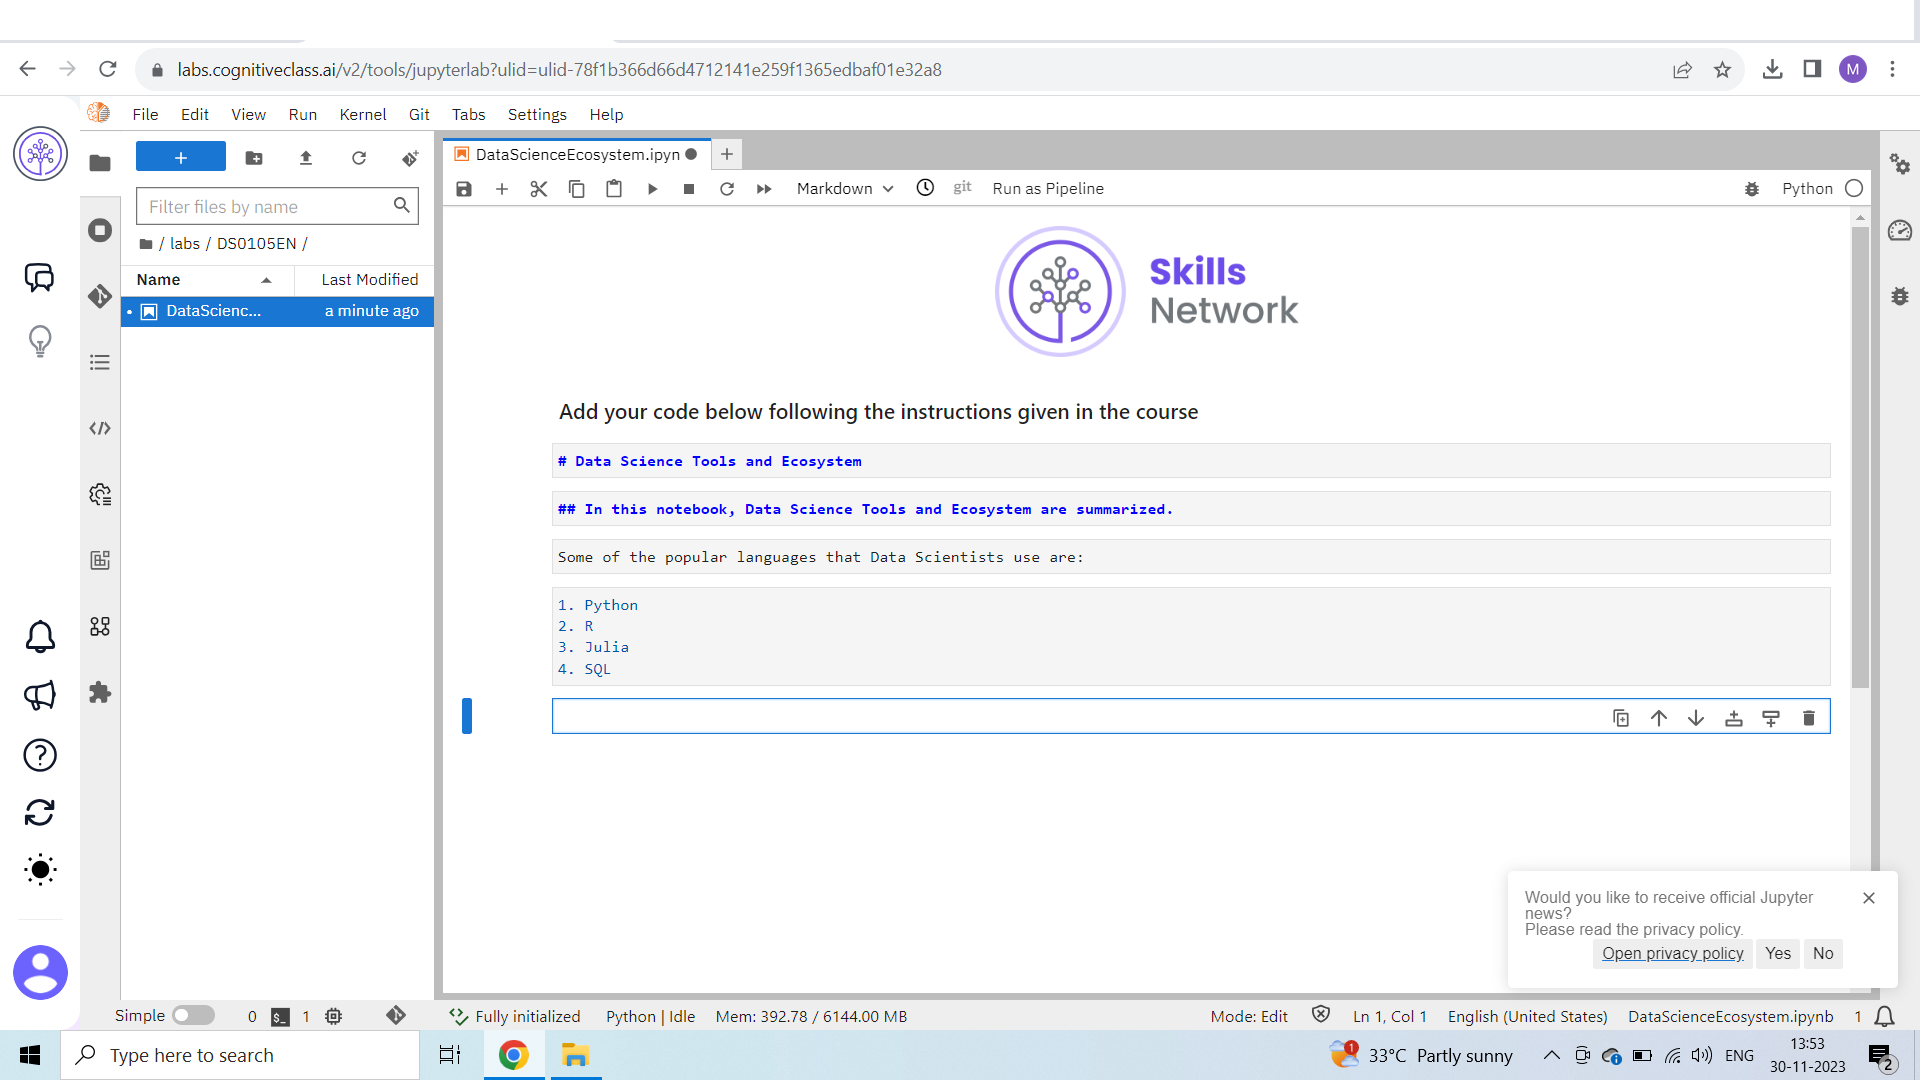 labs.cognitiveclass.ai/v2/tools/jupyterlab?ulid=ulid-78f1b366d66d4712141e259f1365edbaf01e32a8
M
File Edit View Run Kernel Git Tabs Settings Help
DataScienceEcosystem.ipyn
Markdown git Run as Pipeline Python
Filter files by name
/ labs / DS0105EN /
Name Last Modified
DataScienc... a minute ago
Skills
Network
Add your code below following the instructions given in the course
# Data Science Tools and Ecosystem
## In this notebook, Data Science Tools and Ecosystem are summarized.
Some of the popular languages that Data Scientists use are:
1. Python
2. R
3. Julia
4. SQL
Would you like to receive official Jupyter
news?
Please read the privacy policy.
Open privacy policy Yes No
Simple 0 $_ 1 Fully initialized Python | Idle Mem: 392.78 / 6144.00 MB Mode: Edit Ln 1, Col 1 English (United States) DataScienceEcosystem.ipynb 1
Type here to search 1 33°C Partly sunny ENG 13:53
30-11-2023 2